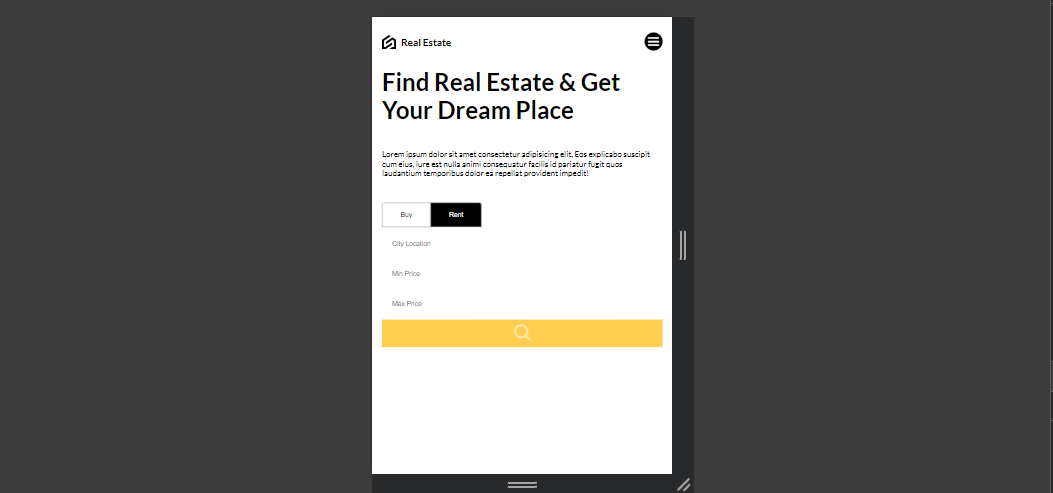 Real Estate
Find Real Estate & Get
Your Dream Place
Lorem ipsum dolor sit amet consectetur adipisicing elit. Eos explicabo suscipit
cum eius, iure est nulla animi consequatur facilis id pariatur fugit quos
laudantium temporibus dolor ea repellat provident impedit!
Buy Rent
City Location
Min Price
Max Price